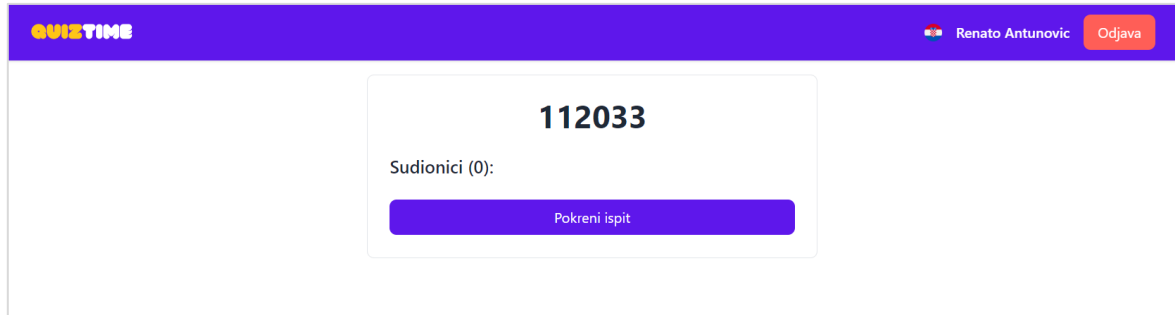 QUIZTIME
Renato Antunovic
Odjava
112033
Sudionici (0):
Pokreni ispit